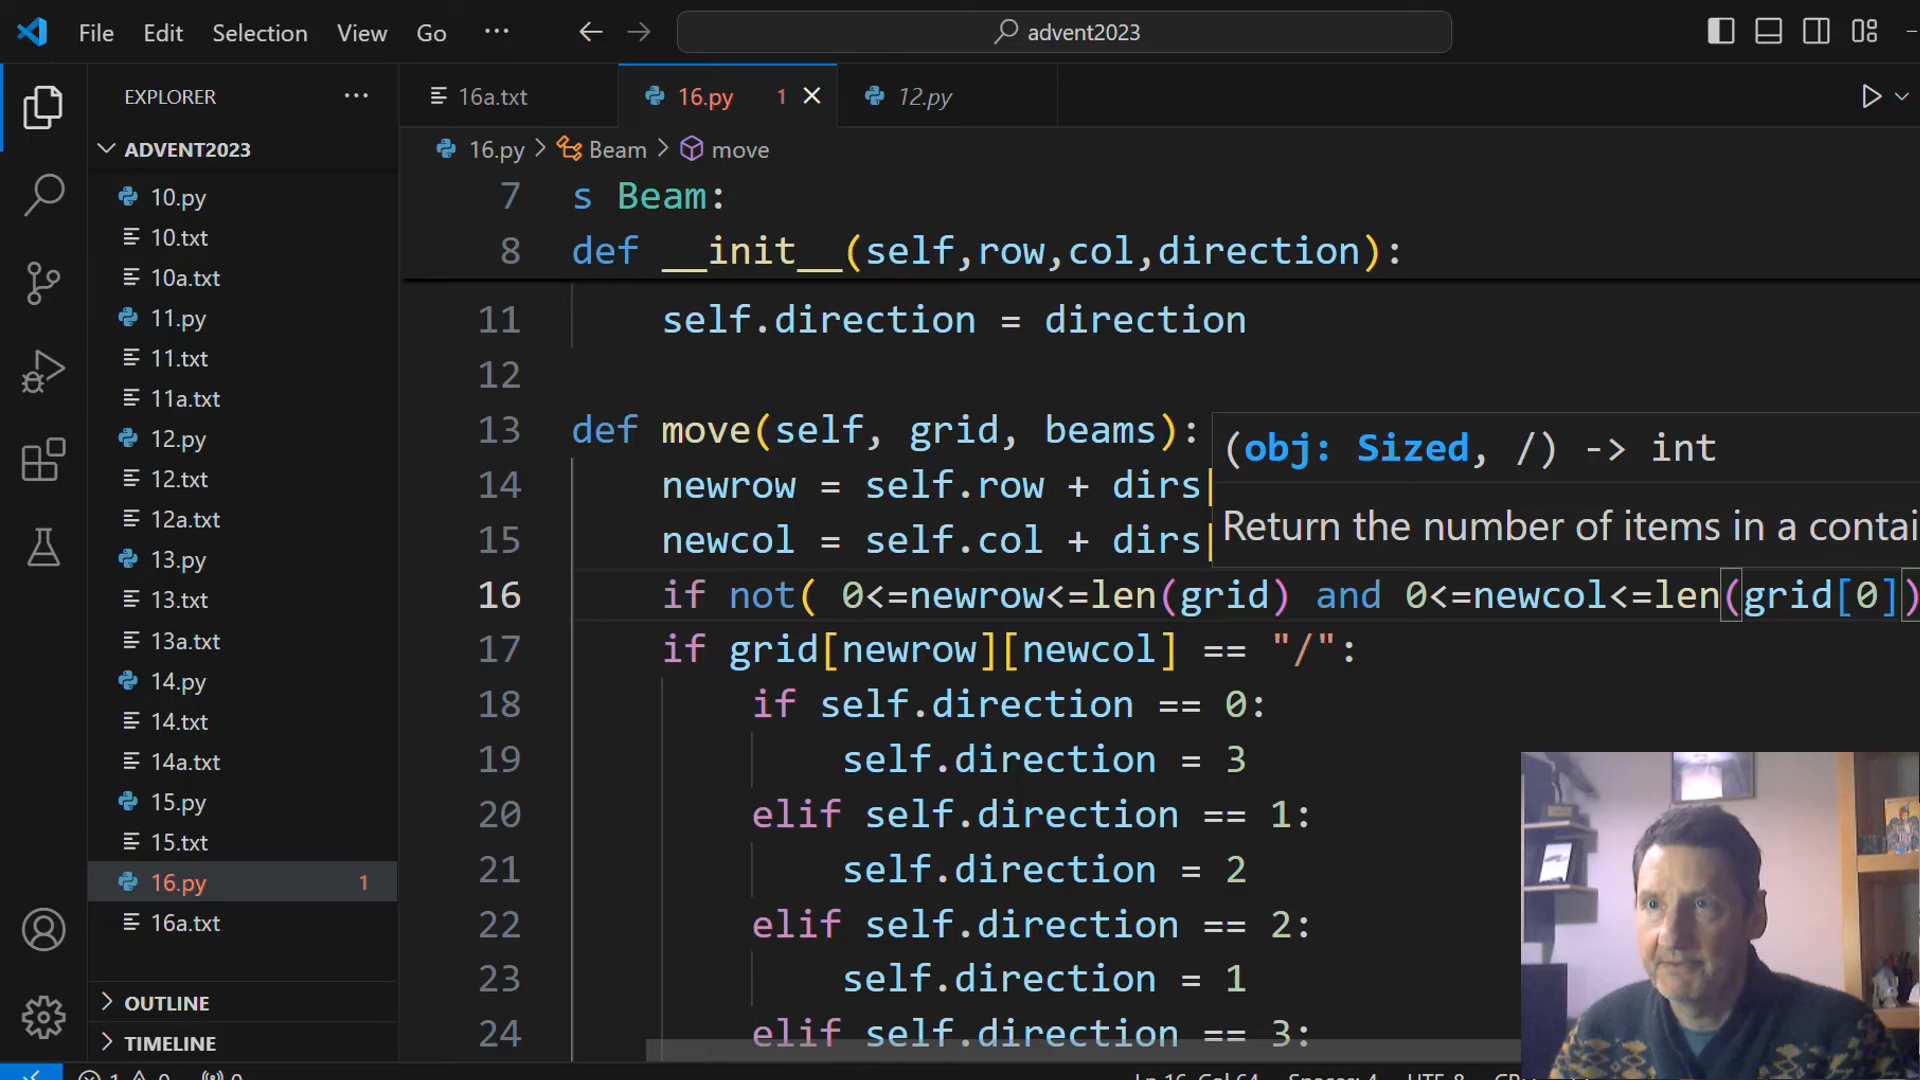 File Edit Selection View Go ··· advent2023
EXPLORER ···
ADVENT2023
10.py
10.txt
10a.txt
11.py
11.txt
11a.txt
12.py
12.txt
12a.txt
13.py
13.txt
13a.txt
14.py
14.txt
14a.txt
15.py
15.txt
16.py 1
16a.txt
OUTLINE
TIMELINE
16a.txt 16.py 1 12.py
16.py > Beam > move
7 s Beam:
8 def __init__(self,row,col,direction):
11 self.direction = direction
12
13 def move(self, grid, beams):
(obj: Sized, /) -> int
14 newrow = self.row + dirs[
Return the number of items in a contai
15 newcol = self.col + dirs[
16 if not( 0<=newrow<=len(grid) and 0<=newcol<=len(grid[0])
17 if grid[newrow][newcol] == "/":
18 if self.direction == 0:
19 self.direction = 3
20 elif self.direction == 1:
21 self.direction = 2
22 elif self.direction == 2:
23 self.direction = 1
24 elif self.direction == 3: